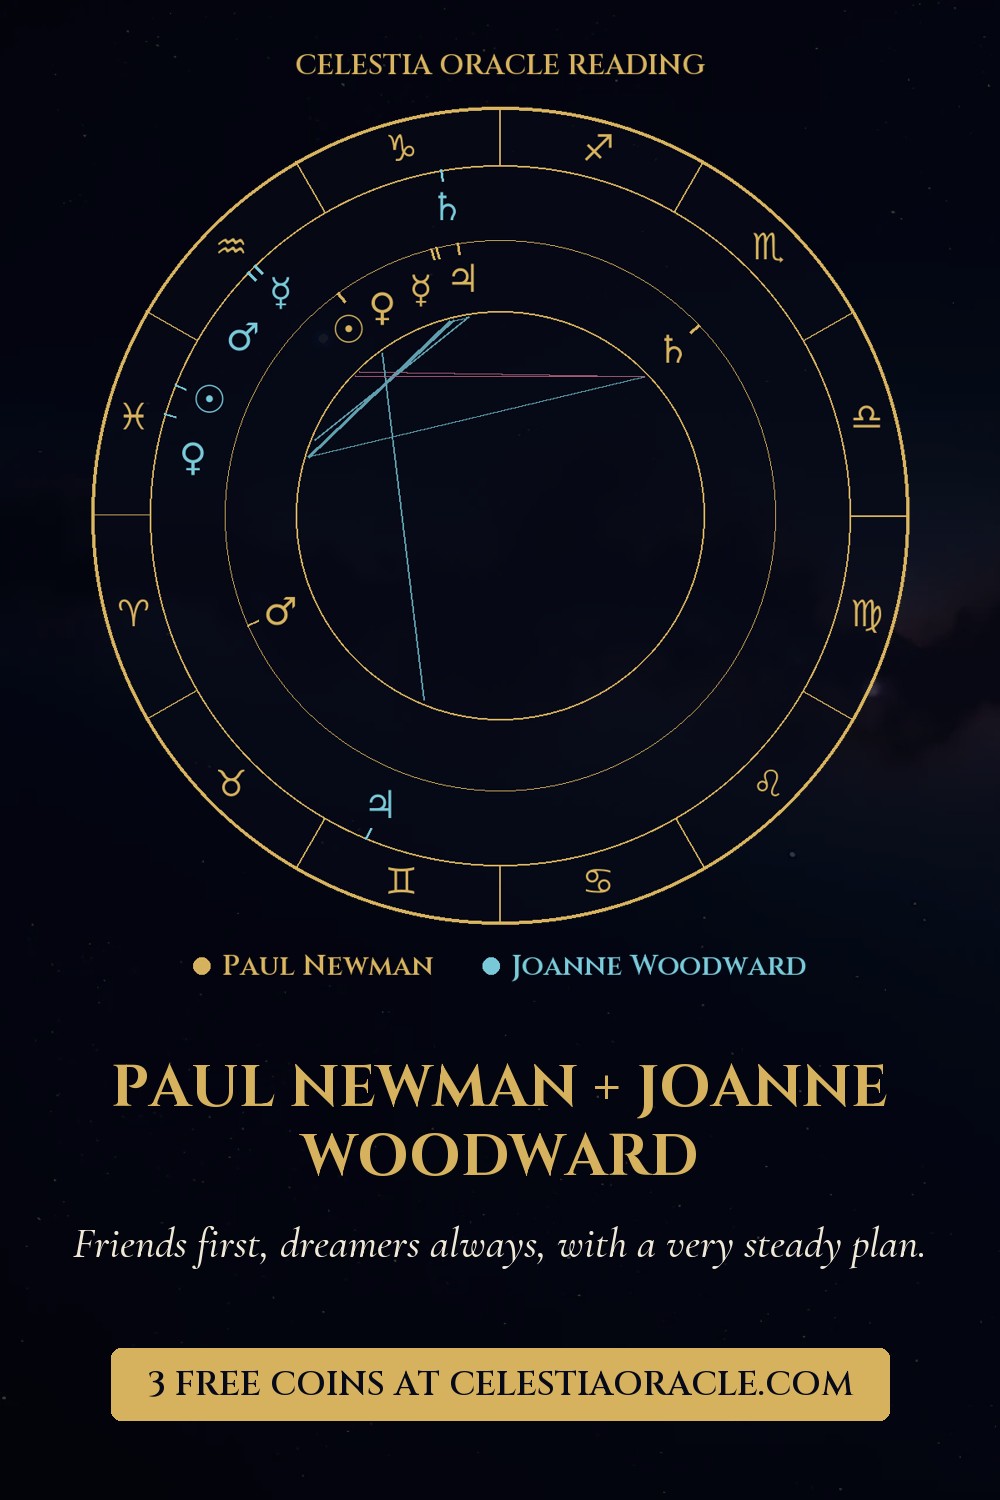 CELESTIA ORACLE READING
♑ ♐
♄
♒ ♏
☿ ☿ ♃
☉ ♀
♂ ♄
☉
♓ ♎
♀
♈ ♂ ♍
♉ ♃ ♌
♊ ♋
PAUL NEWMAN JOANNE WOODWARD
PAUL NEWMAN + JOANNE
WOODWARD
Friends first, dreamers always, with a very steady plan.
3 FREE COINS AT CELESTIAORACLE.COM